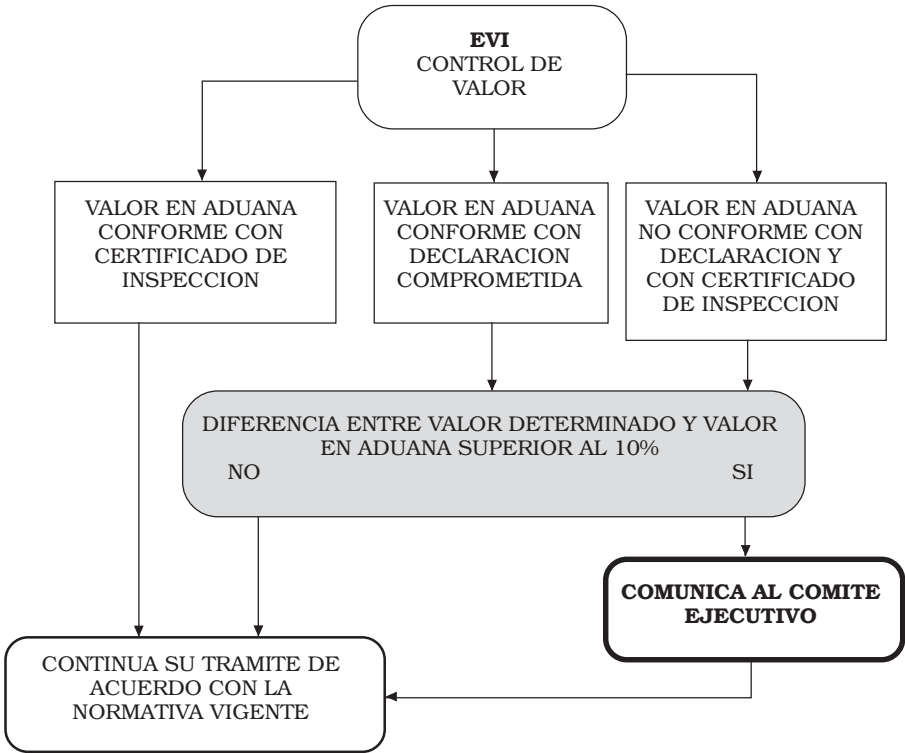 EVI
CONTROL DE
VALOR
VALOR EN ADUANA
CONFORME CON
CERTIFICADO DE
INSPECCION
VALOR EN ADUANA
CONFORME CON
DECLARACION
COMPROMETIDA
VALOR EN ADUANA
NO CONFORME CON
DECLARACION Y
CON CERTIFICADO
DE INSPECCION
DIFERENCIA ENTRE VALOR DETERMINADO Y VALOR
EN ADUANA SUPERIOR AL 10%
NO SI
COMUNICA AL COMITE
EJECUTIVO
CONTINUA SU TRAMITE DE
ACUERDO CON LA
NORMATIVA VIGENTE